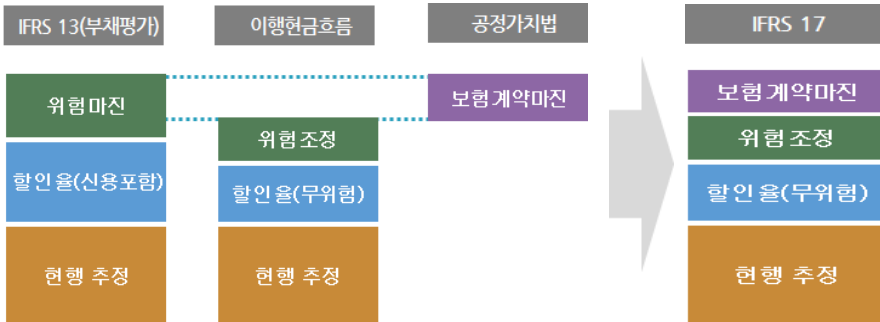 IFRS 13(부채평가)
이행현금흐름
공정가치법
IFRS 17
위험마진
할인율(신용포함)
현행 추정
위험조정
할인율(무위험)
현행 추정
보험계약마진
보험계약마진
위험조정
할인율(무위험)
현행 추정